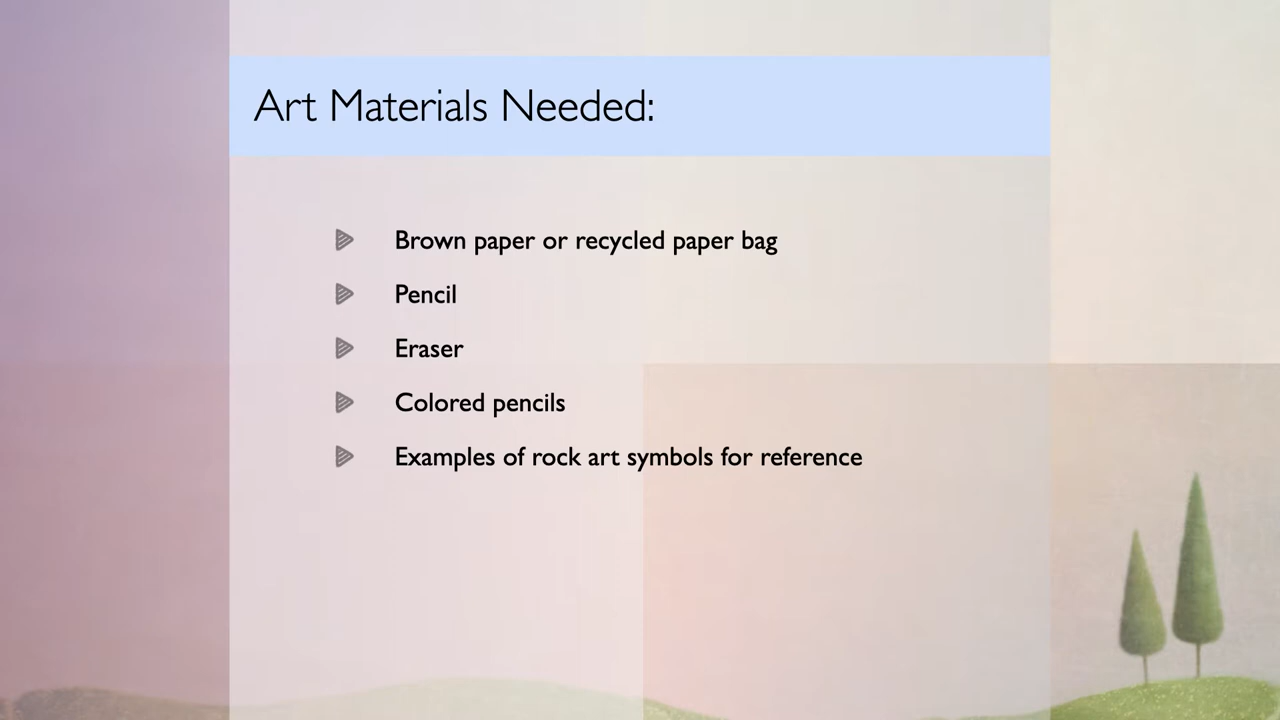 Art Materials Needed:
Brown paper or recycled paper bag
Pencil
Eraser
Colored pencils
Examples of rock art symbols for reference